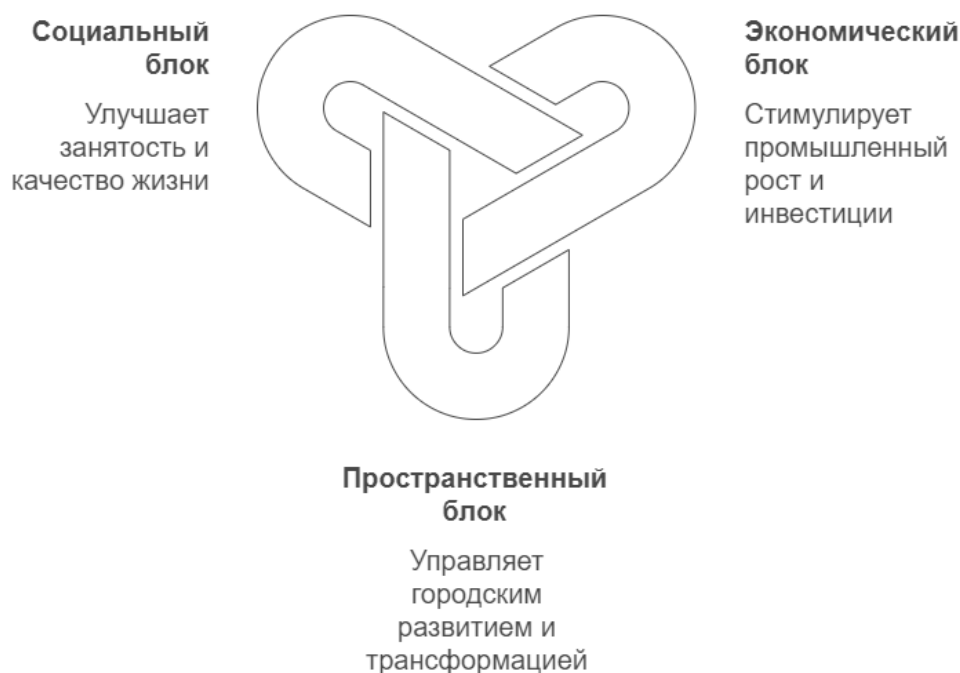 Социальный
блок
Улучшает
занятость и
качество жизни
Экономический
блок
Стимулирует
промышленный
рост и
инвестиции
Пространственный
блок
Управляет
городским
развитием и
трансформацией